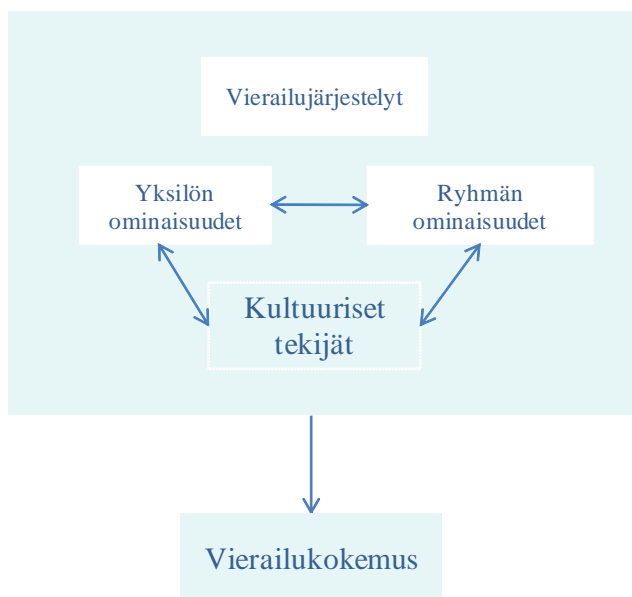 Vierailujärjestelyt
Yksilön
ominaisuudet
Ryhmän
ominaisuudet
Kultuuriset
tekijät
Vierailukokemus